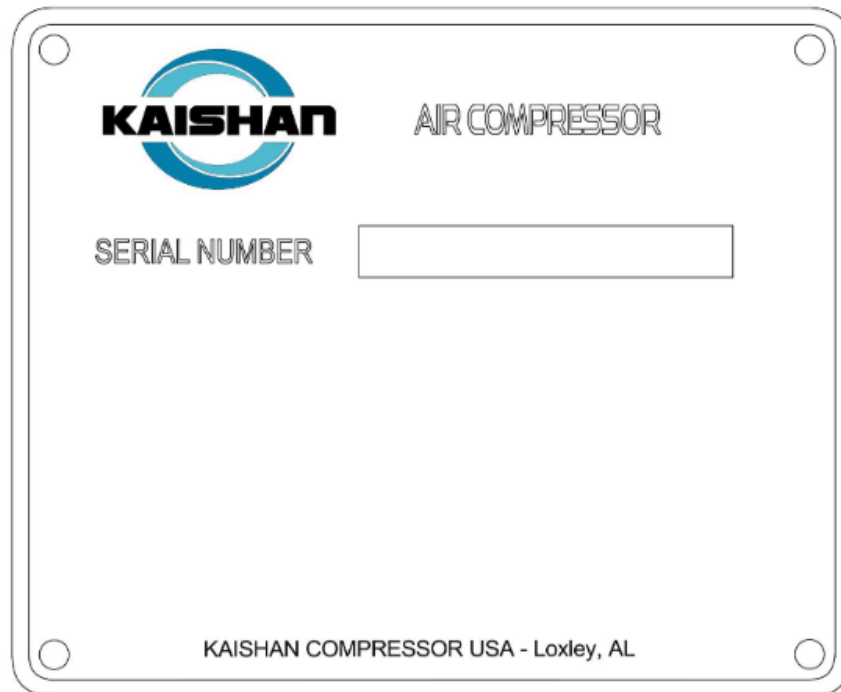 KAISHAN
AIR COMPRESSOR
SERIAL NUMBER
KAISHAN COMPRESSOR USA - Loxley, AL